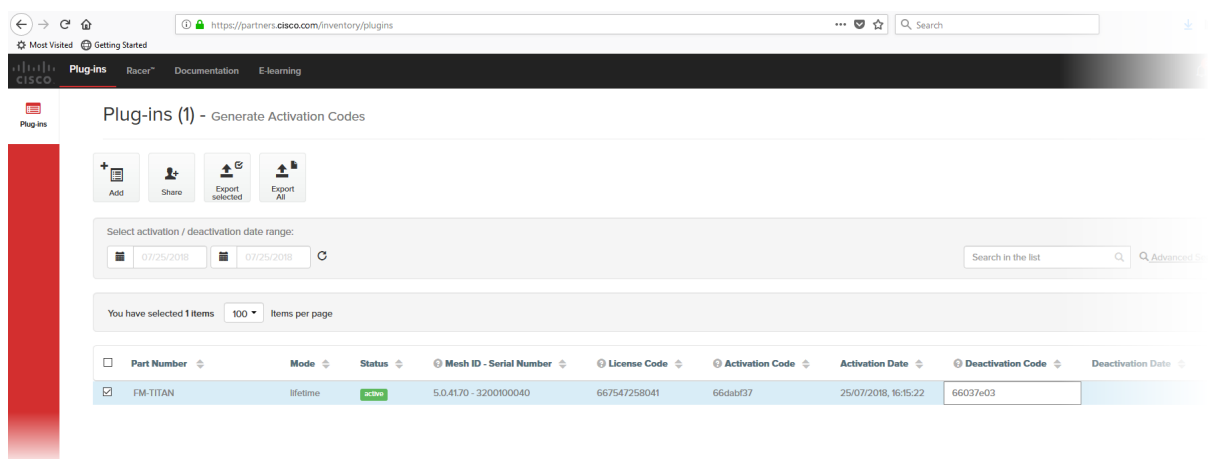 https://partners.cisco.com/inventory/plugins
Search
Most Visited Getting Started
CISCO Plug-ins Racer™ Documentation E-learning
Plug-ins
Plug-ins (1) - Generate Activation Codes
Add
Share
Export selected
Export All
Select activation / deactivation date range:
07/25/2018 07/25/2018 Search in the list Advanced
You have selected 1 items 100 Items per page
Part Number Mode Status Mesh ID - Serial Number License Code Activation Code Activation Date Deactivation Code Deactivation Date
FM-TITAN lifetime active 5.0.41.70 - 3200100040 667547258041 66dabf37 25/07/2018, 16:15:22 66037e03